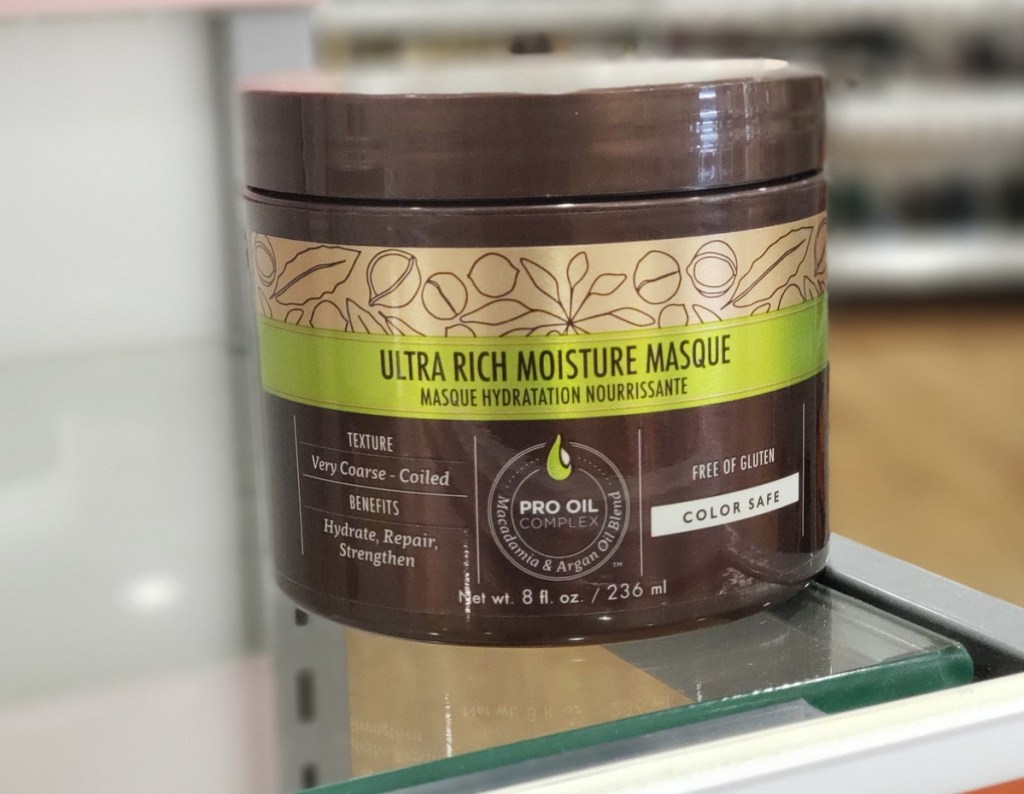 ULTRA RICH MOISTURE MASQUE
MASQUE HYDRATATION NOURRISSANTE
TEXTURE
Very Coarse - Coiled
BENEFITS
Hydrate, Repair,
Strengthen
PRO OIL
COMPLEX
Macadamia & Argan Oil Blend
™
FREE OF GLUTEN
COLOR SAFE
Net wt. 8 fl. oz. / 236 ml